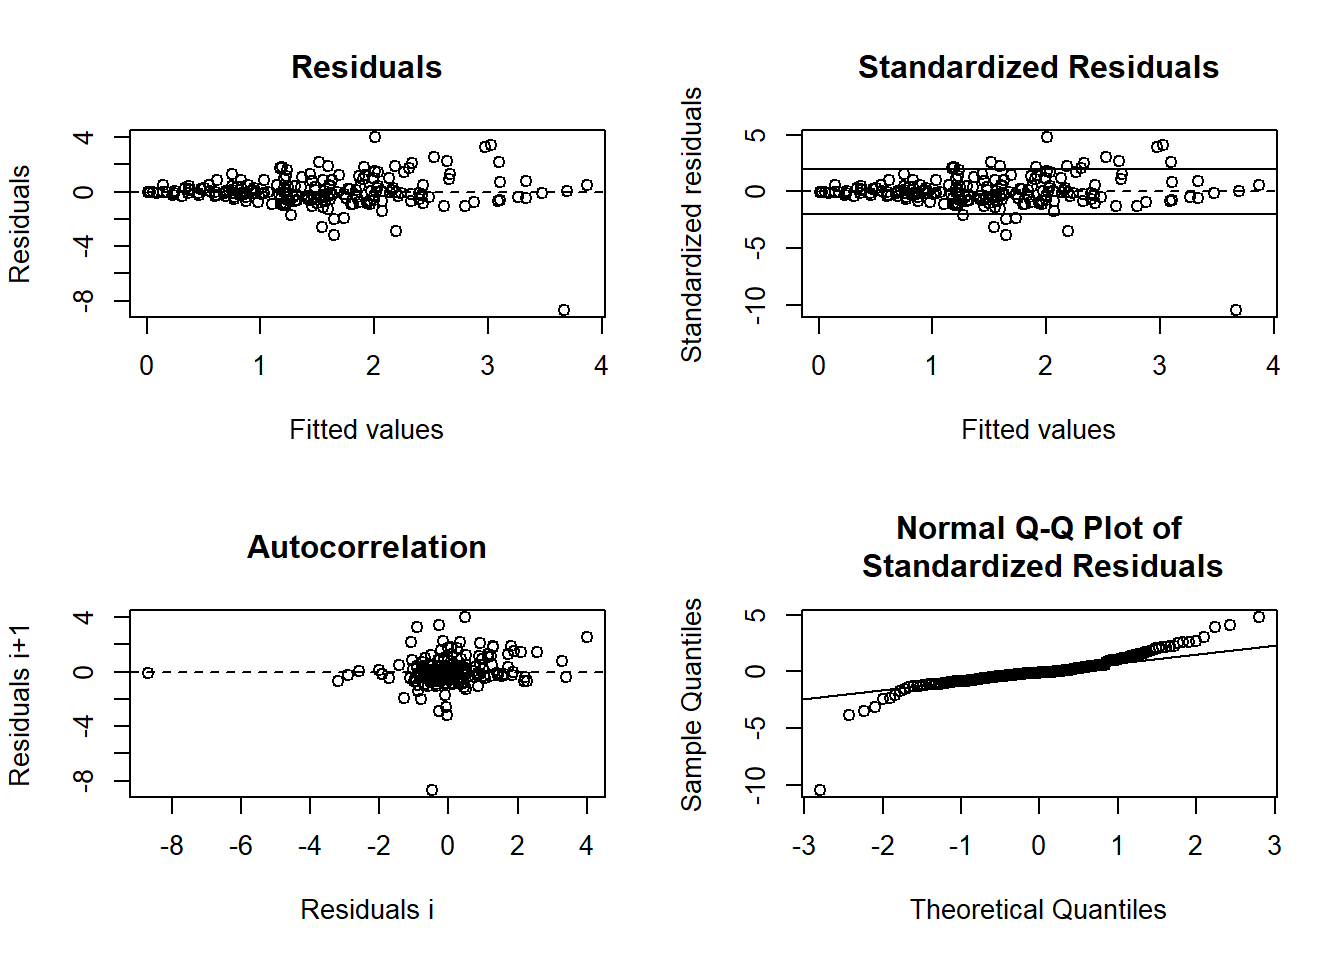 Residuals
Residuals
4
0
-4
-8
0 1 2 3 4
Fitted values
Standardized Residuals
Standardized residuals
5
0
-5
-10
0 1 2 3 4
Fitted values
Autocorrelation
Residuals i+1
4
0
-4
-8
-8 -6 -4 -2 0 2 4
Residuals i
Normal Q-Q Plot of
Standardized Residuals
Sample Quantiles
5
0
-5
-10
-3 -2 -1 0 1 2 3
Theoretical Quantiles